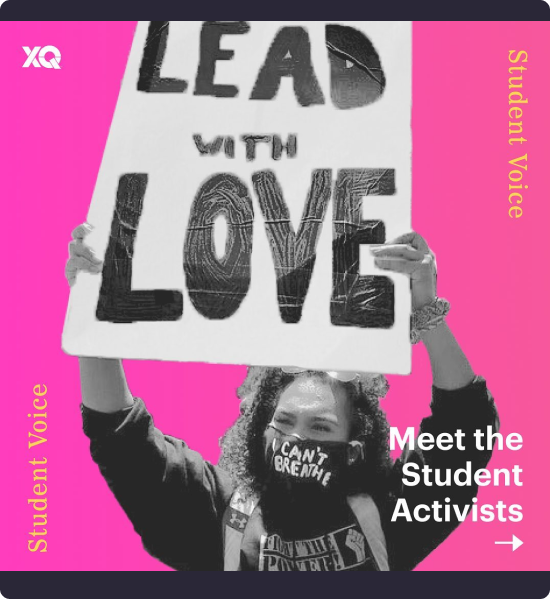 XQ
Student Voice
LEAD
WITH
LOVE
Student Voice
I CAN'T
BREATHE
Meet the
Student
Activists